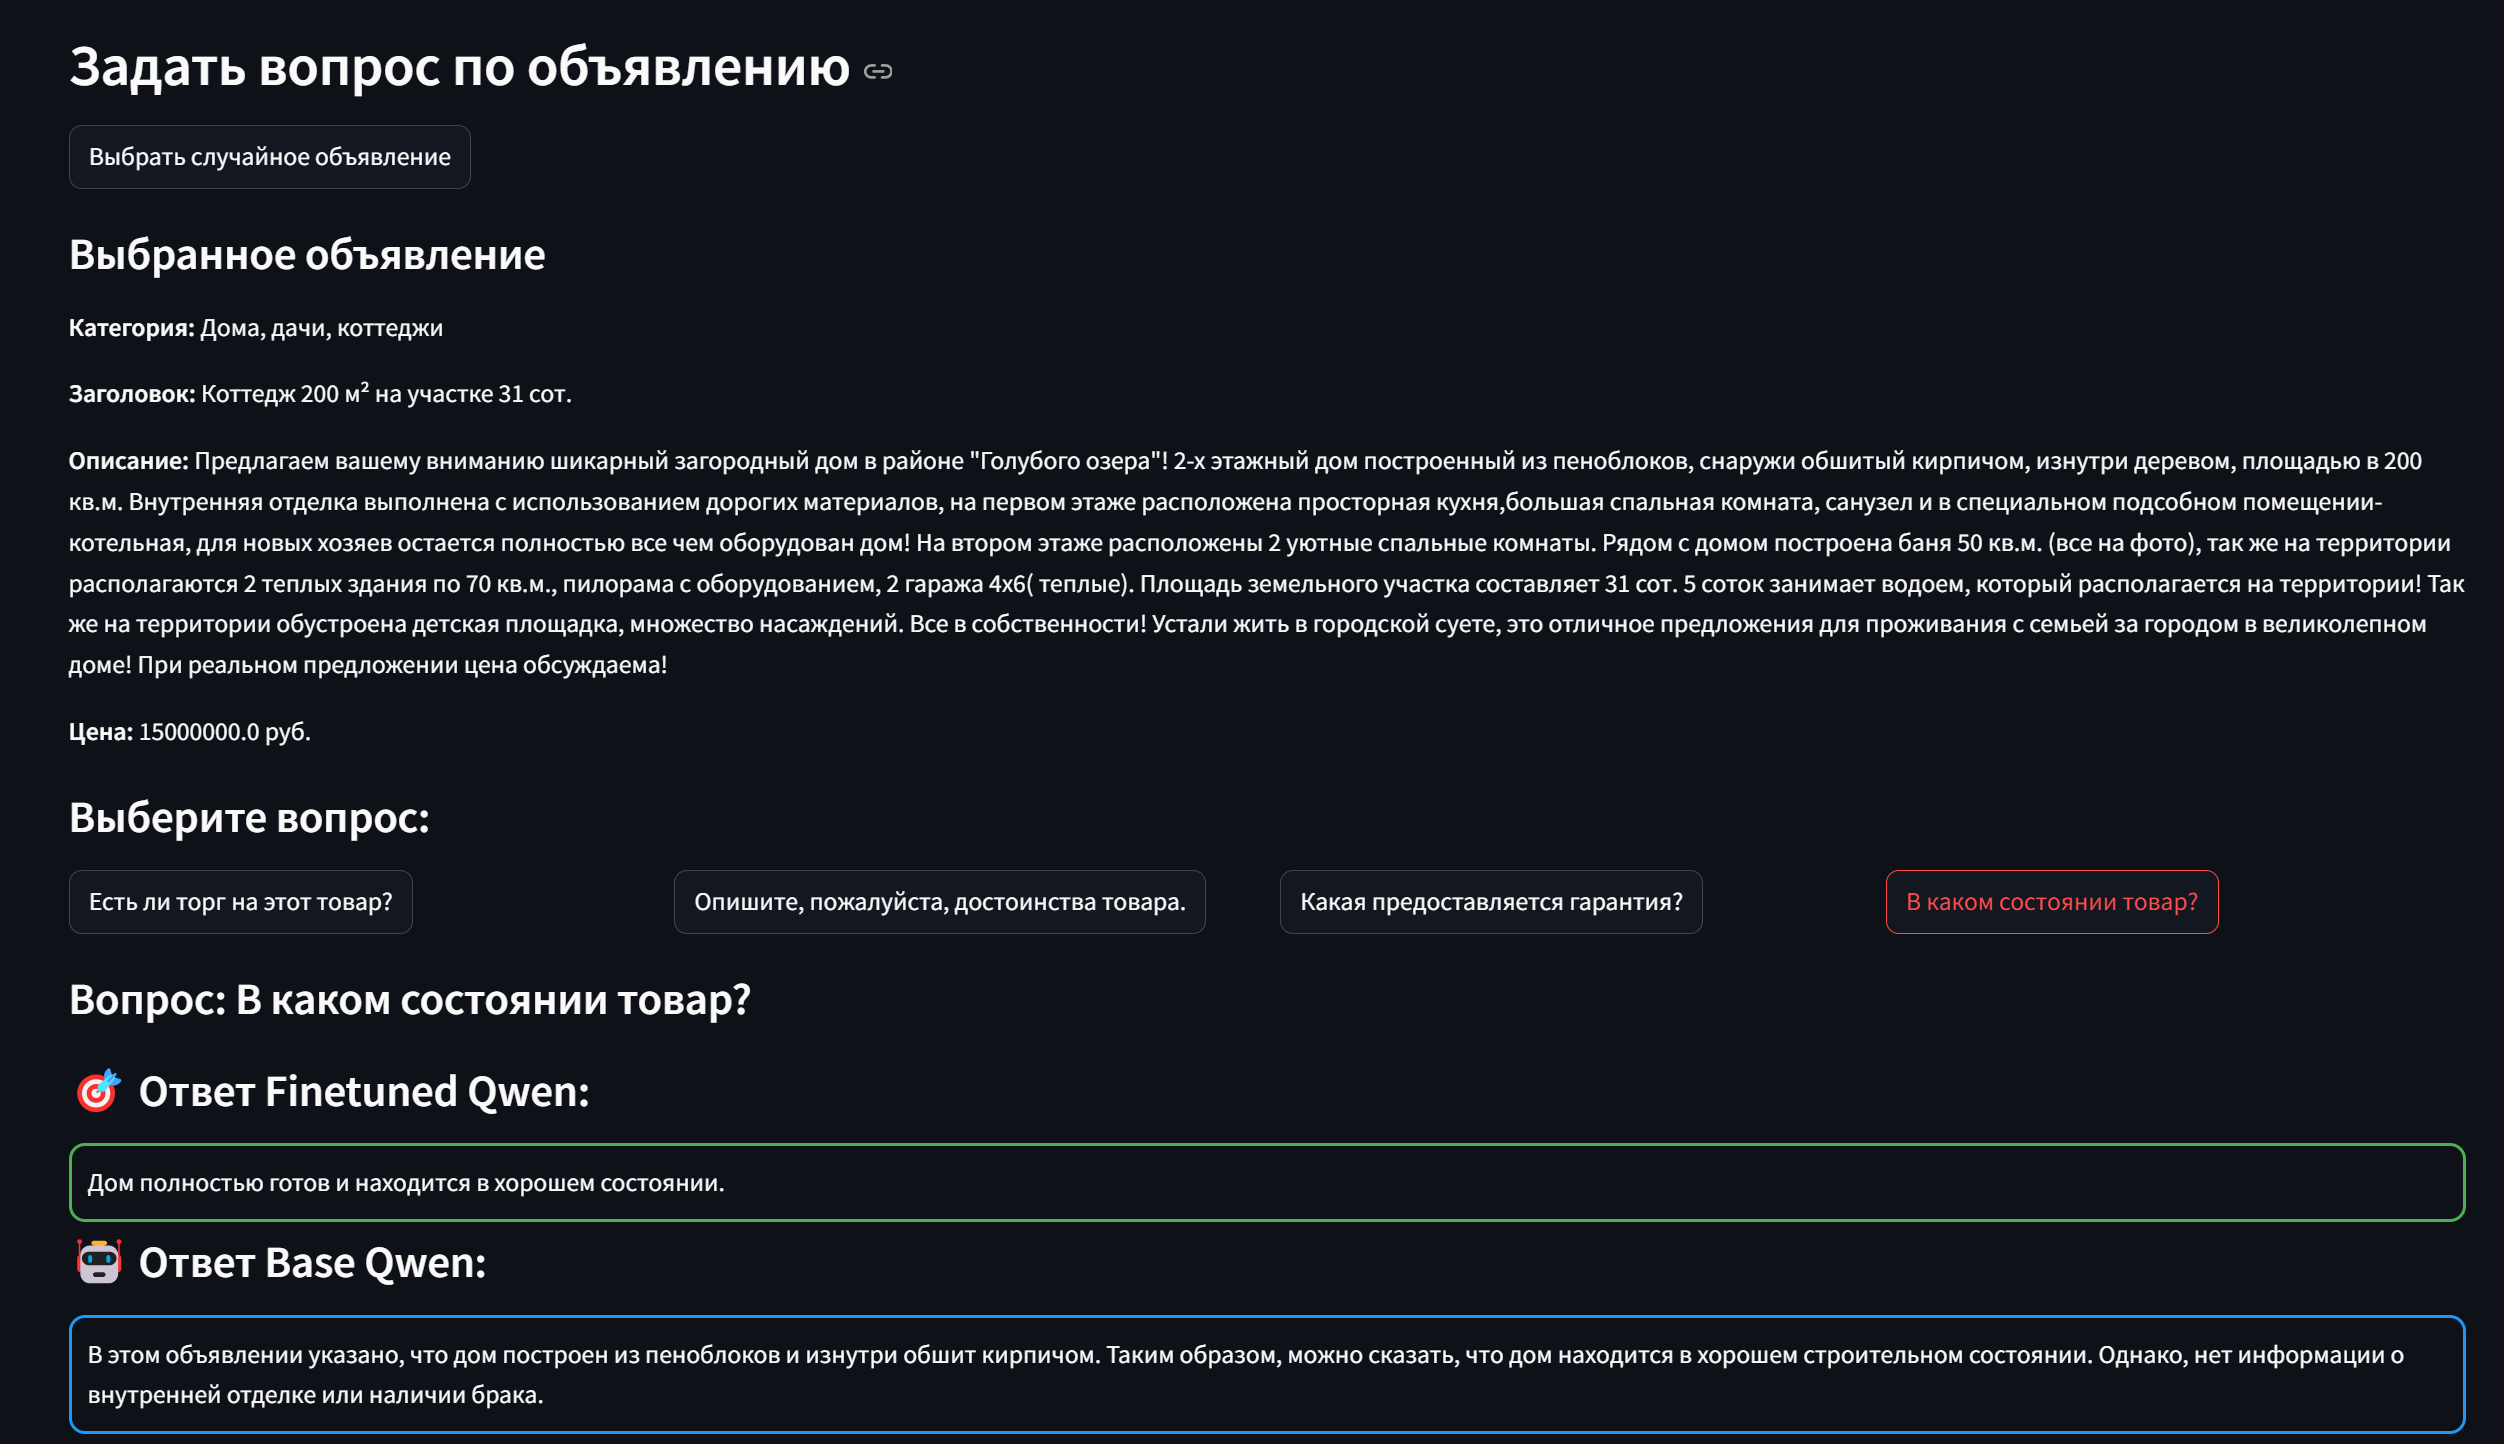 Задать вопрос по объявлению
Выбрать случайное объявление
Выбранное объявление
Категория: Дома, дачи, коттеджи
Заголовок: Коттедж 200 м² на участке 31 сот.
Описание: Предлагаем вашему вниманию шикарный загородный дом в районе "Голубого озера"! 2-х этажный дом построенный из пеноблоков, снаружи обшитый кирпичом, изнутри деревом, площадью в 200
кв.м. Внутренняя отделка выполнена с использованием дорогих материалов, на первом этаже расположена просторная кухня,большая спальная комната, санузел и в специальном подсобном помещении-
котельная, для новых хозяев остается полностью все чем оборудован дом! На втором этаже расположены 2 уютные спальные комнаты. Рядом с домом построена баня 50 кв.м. (все на фото), так же на территории
располагаются 2 теплых здания по 70 кв.м., пилорама с оборудованием, 2 гаража 4х6( теплые). Площадь земельного участка составляет 31 сот. 5 соток занимает водоем, который располагается на территории! Так
же на территории обустроена детская площадка, множество насаждений. Все в собственности! Устали жить в городской суете, это отличное предложения для проживания с семьей за городом в великолепном
доме! При реальном предложении цена обсуждаема!
Цена: 15000000.0 руб.
Выберите вопрос:
Есть ли торг на этот товар?
Опишите, пожалуйста, достоинства товара.
Какая предоставляется гарантия?
В каком состоянии товар?
Вопрос: В каком состоянии товар?
Ответ Finetuned Qwen:
Дом полностью готов и находится в хорошем состоянии.
Ответ Base Qwen:
В этом объявлении указано, что дом построен из пеноблоков и изнутри обшит кирпичом. Таким образом, можно сказать, что дом находится в хорошем строительном состоянии. Однако, нет информации о
внутренней отделке или наличии брака.